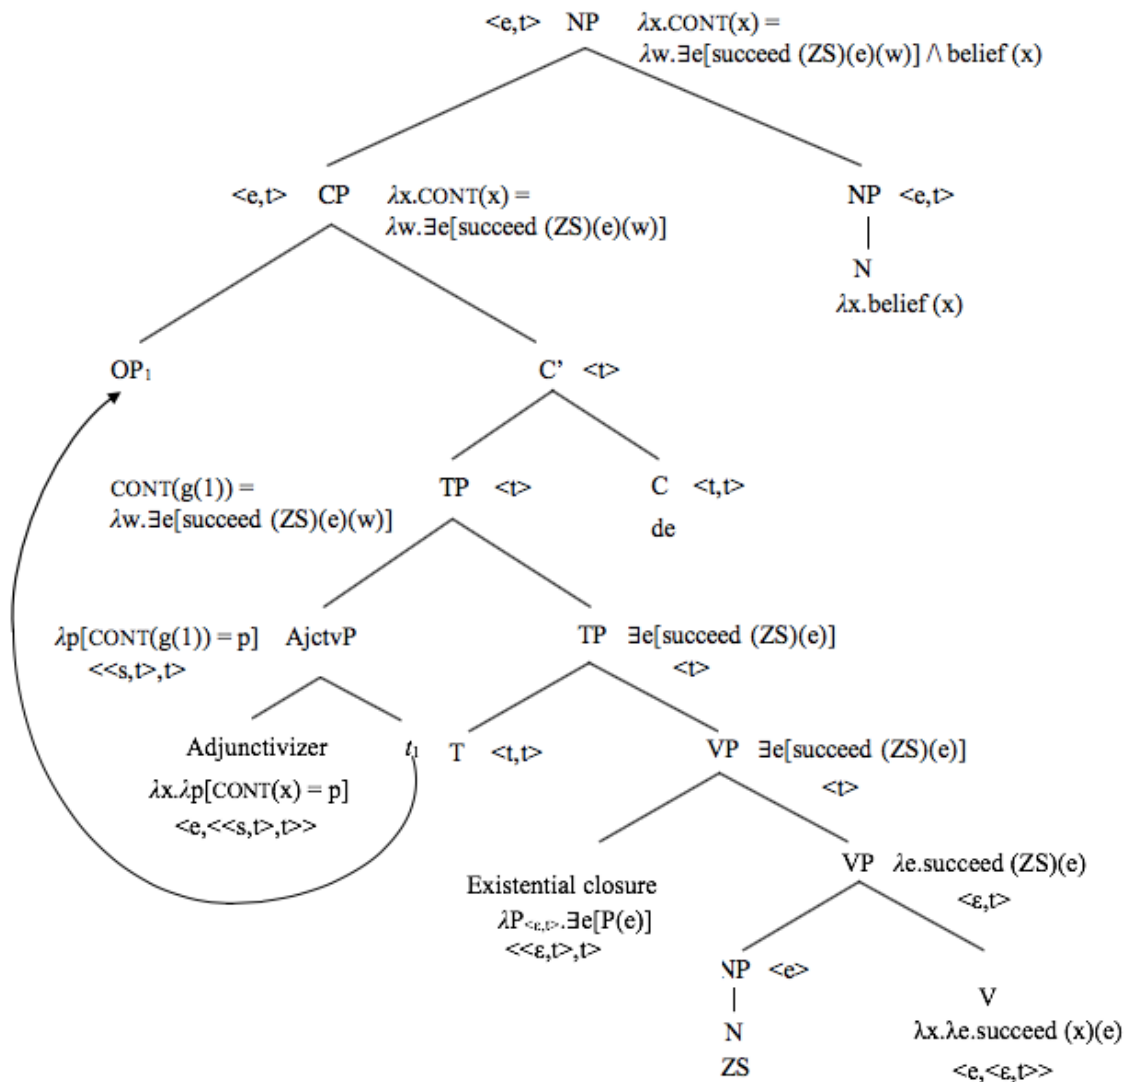 <e,t> NP λx.CONT(x) =
λw.∃e[succeed (ZS)(e)(w)] /\ belief (x)
<e,t> CP λx.CONT(x) =
λw.∃e[succeed (ZS)(e)(w)]
NP <e,t>
N
λx.belief (x)
OP₁
C’ <t>
CONT(g(1)) =
λw.∃e[succeed (ZS)(e)(w)]
TP <t>
C <t,t>
de
λp[CONT(g(1)) = p] AjctvP
<<s,t>,t>
TP ∃e[succeed (ZS)(e)]
<t>
Adjunctivizer
λx.λp[CONT(x) = p]
<e,<<s,t>,t>>
t₁
T <t,t>
VP ∃e[succeed (ZS)(e)]
<t>
Existential closure
λP<ε,t>.∃e[P(e)]
<<ε,t>,t>
VP λe.succeed (ZS)(e)
<ε,t>
NP <e>
N
ZS
V
λx.λe.succeed (x)(e)
<e,<ε,t>>